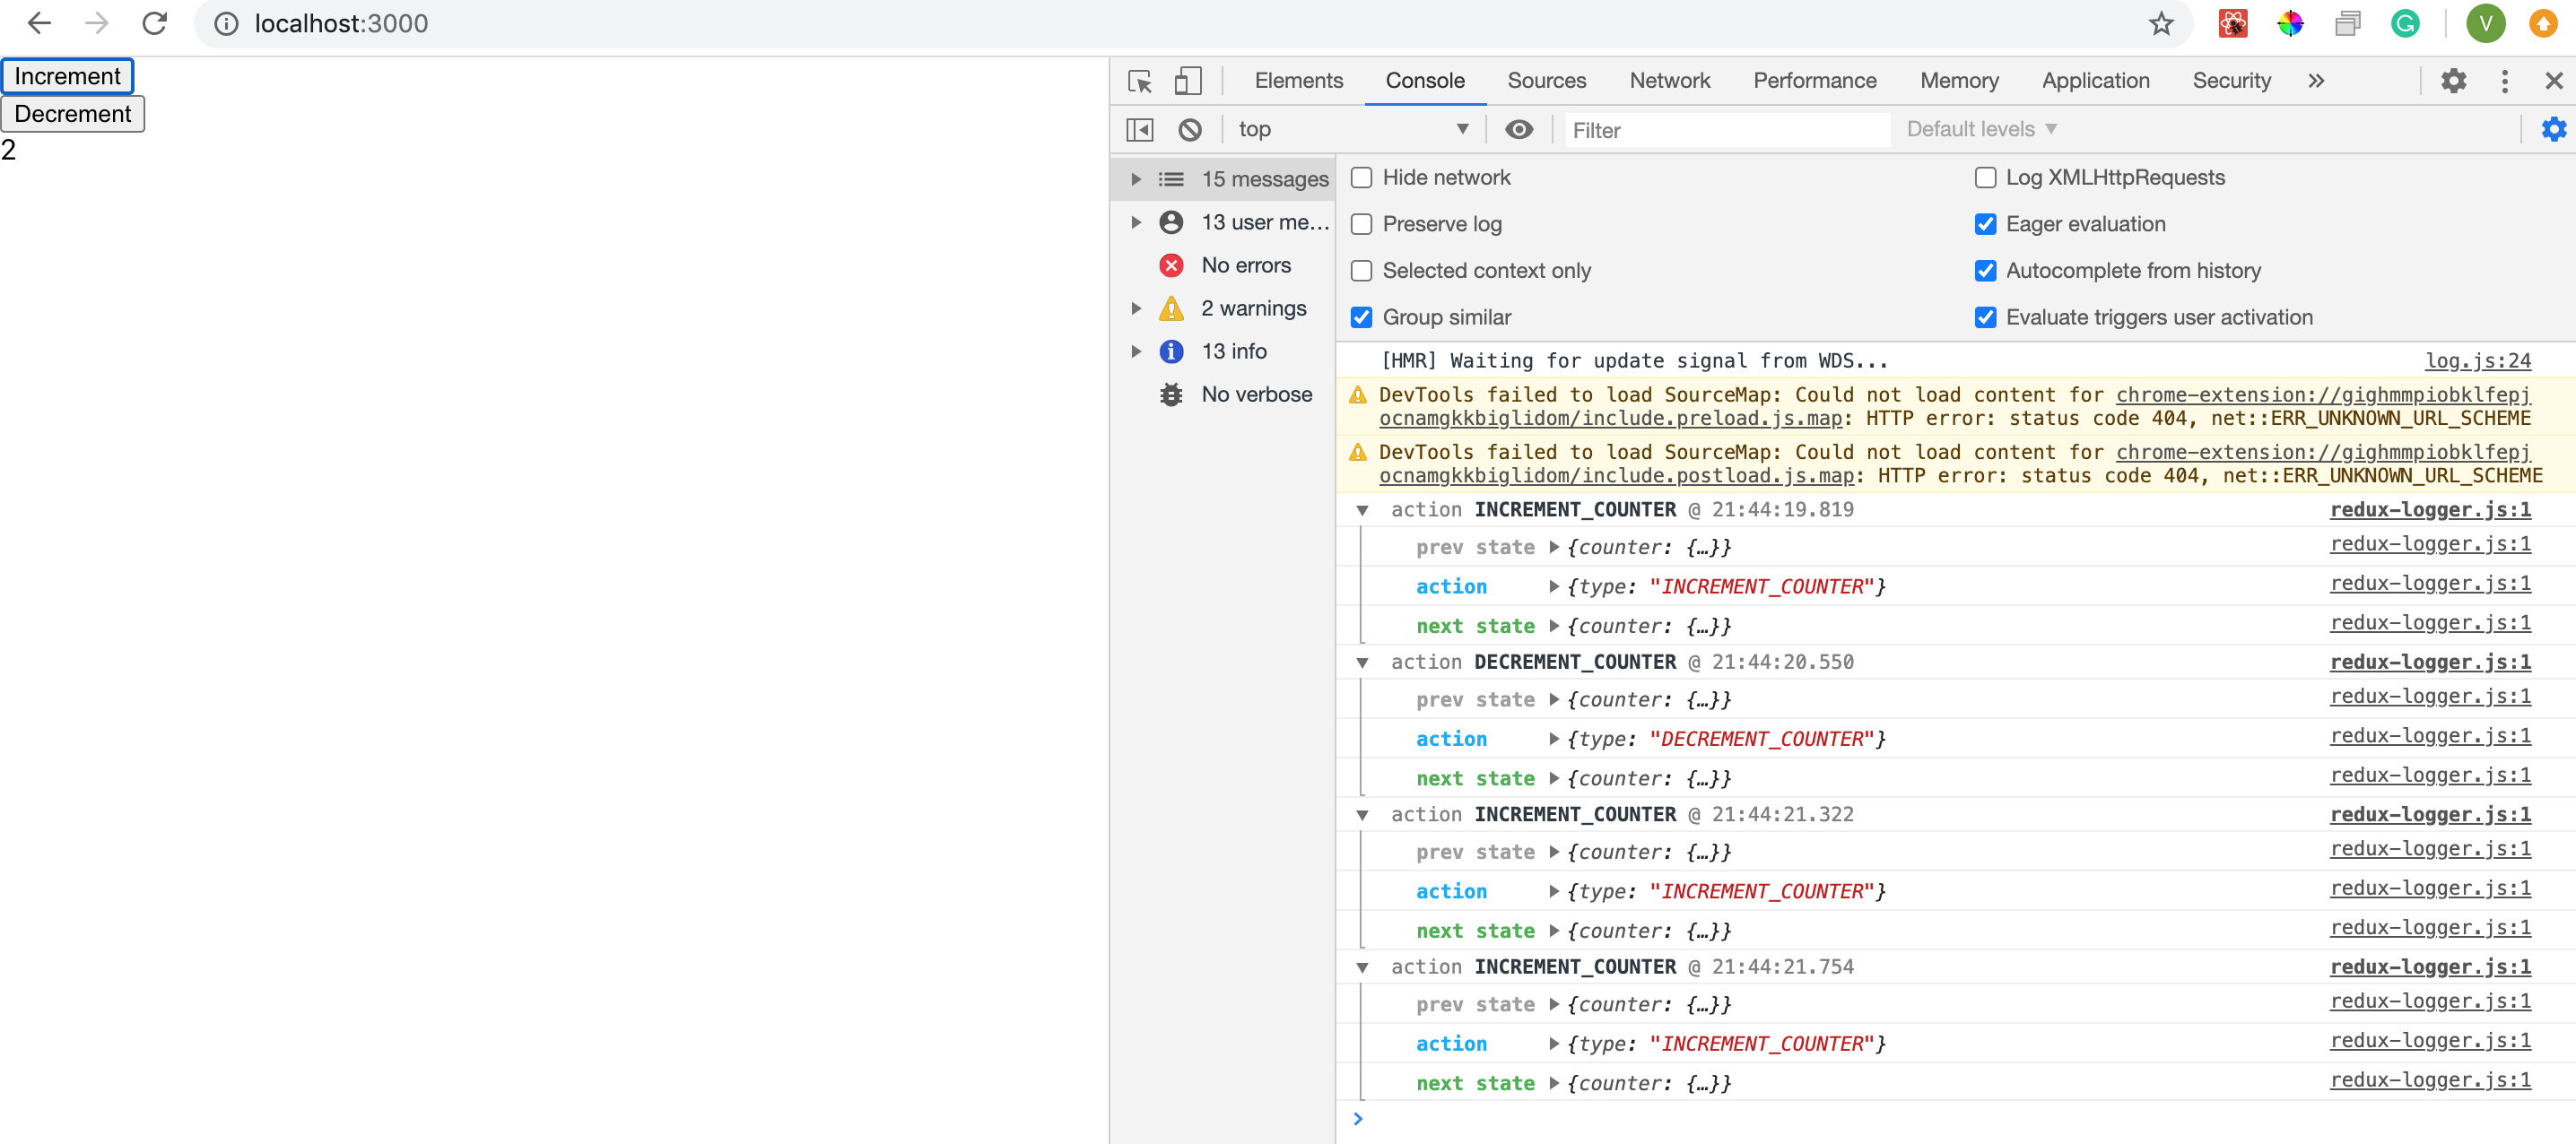 localhost:3000
V
Increment
Decrement
2
Elements Console Sources Network Performance Memory Application Security »
top Filter Default levels
15 messages
13 user me…
No errors
2 warnings
13 info
No verbose
Hide network Log XMLHttpRequests
Preserve log Eager evaluation
Selected context only Autocomplete from history
Group similar Evaluate triggers user activation
[HMR] Waiting for update signal from WDS... log.js:24
DevTools failed to load SourceMap: Could not load content for chrome-extension://gighmmpiobklfepj
ocnamgkkbiglidom/include.preload.js.map: HTTP error: status code 404, net::ERR_UNKNOWN_URL_SCHEME
DevTools failed to load SourceMap: Could not load content for chrome-extension://gighmmpiobklfepj
ocnamgkkbiglidom/include.postload.js.map: HTTP error: status code 404, net::ERR_UNKNOWN_URL_SCHEME
action INCREMENT_COUNTER @ 21:44:19.819 redux-logger.js:1
prev state {counter: {…}} redux-logger.js:1
action {type: "INCREMENT_COUNTER"} redux-logger.js:1
next state {counter: {…}} redux-logger.js:1
action DECREMENT_COUNTER @ 21:44:20.550 redux-logger.js:1
prev state {counter: {…}} redux-logger.js:1
action {type: "DECREMENT_COUNTER"} redux-logger.js:1
next state {counter: {…}} redux-logger.js:1
action INCREMENT_COUNTER @ 21:44:21.322 redux-logger.js:1
prev state {counter: {…}} redux-logger.js:1
action {type: "INCREMENT_COUNTER"} redux-logger.js:1
next state {counter: {…}} redux-logger.js:1
action INCREMENT_COUNTER @ 21:44:21.754 redux-logger.js:1
prev state {counter: {…}} redux-logger.js:1
action {type: "INCREMENT_COUNTER"} redux-logger.js:1
next state {counter: {…}} redux-logger.js:1